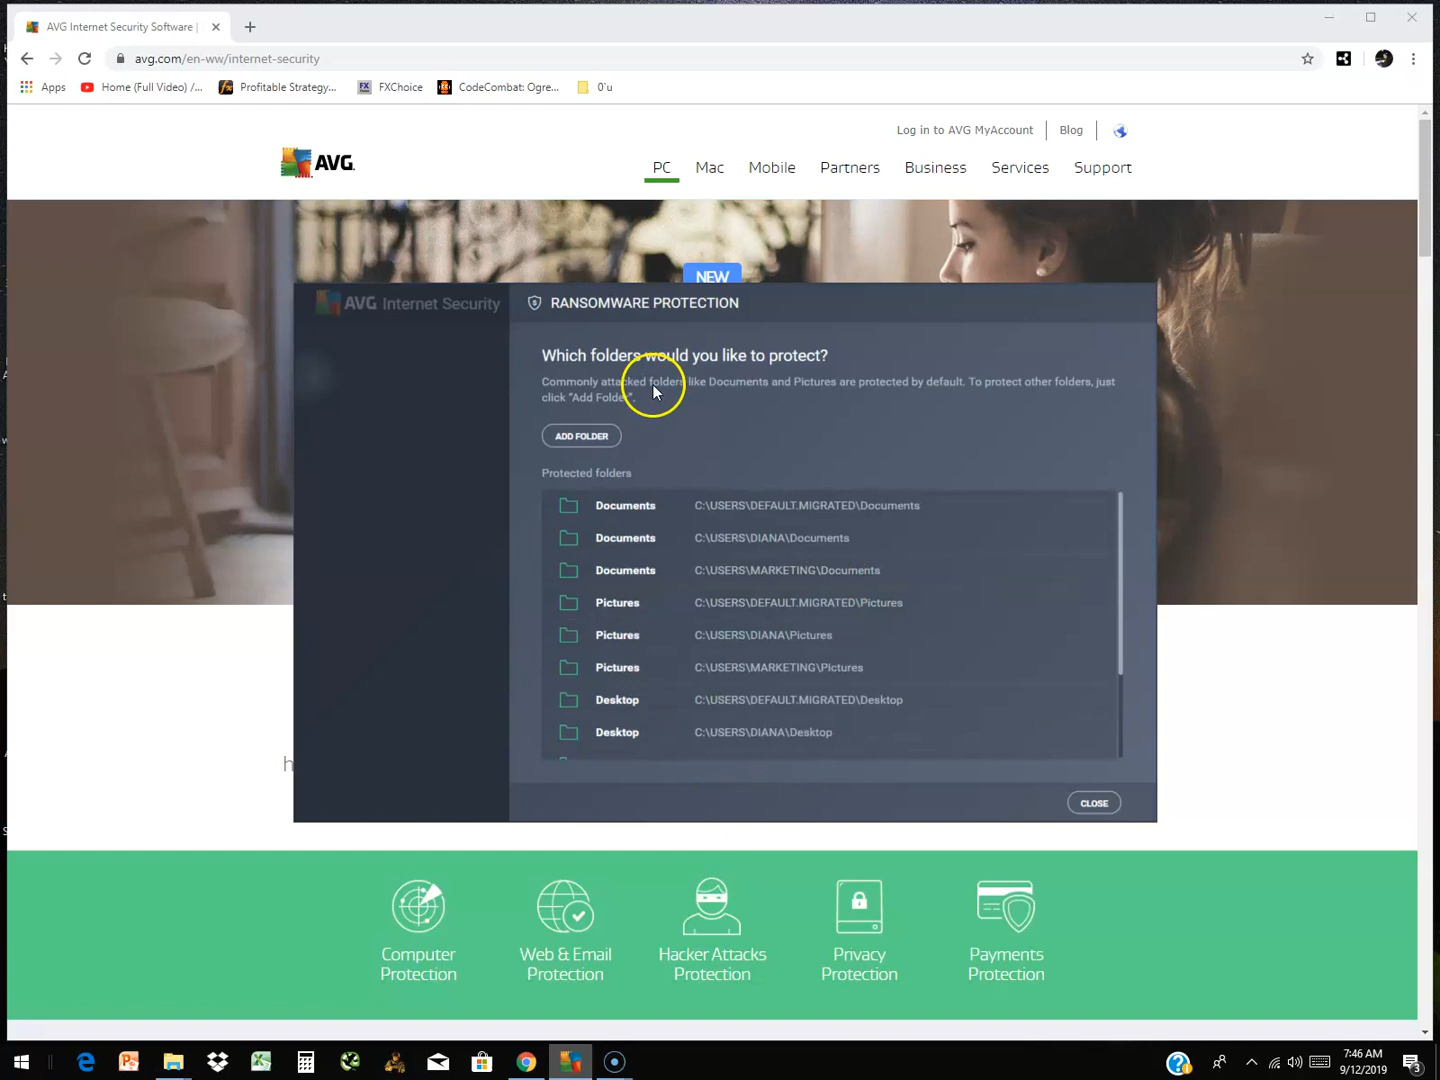 AVG Internet Security Software |
avg.com/en-ww/internet-security
Apps
Home (Full Video) /...
Profitable Strategy...
FX
FXChoice
CodeCombat: Ogre...
0`u
Log in to AVG MyAccount
Blog
AVG.
PC
Mac
Mobile
Partners
Business
Services
Support
NEW
AVG Internet Security
RANSOMWARE PROTECTION
Which folders would you like to protect?
Commonly attacked folders like Documents and Pictures are protected by default. To protect other folders, just
click "Add Folder".
ADD FOLDER
Protected folders
Documents C:\USERS\DEFAULT.MIGRATED\Documents
Documents C:\USERS\DIANA\Documents
Documents C:\USERS\MARKETING\Documents
Pictures C:\USERS\DEFAULT.MIGRATED\Pictures
Pictures C:\USERS\DIANA\Pictures
Pictures C:\USERS\MARKETING\Pictures
Desktop C:\USERS\DEFAULT.MIGRATED\Desktop
Desktop C:\USERS\DIANA\Desktop
h
CLOSE
Computer
Protection
Web & Email
Protection
Hacker Attacks
Protection
Privacy
Protection
Payments
Protection
7:46 AM
9/12/2019
3